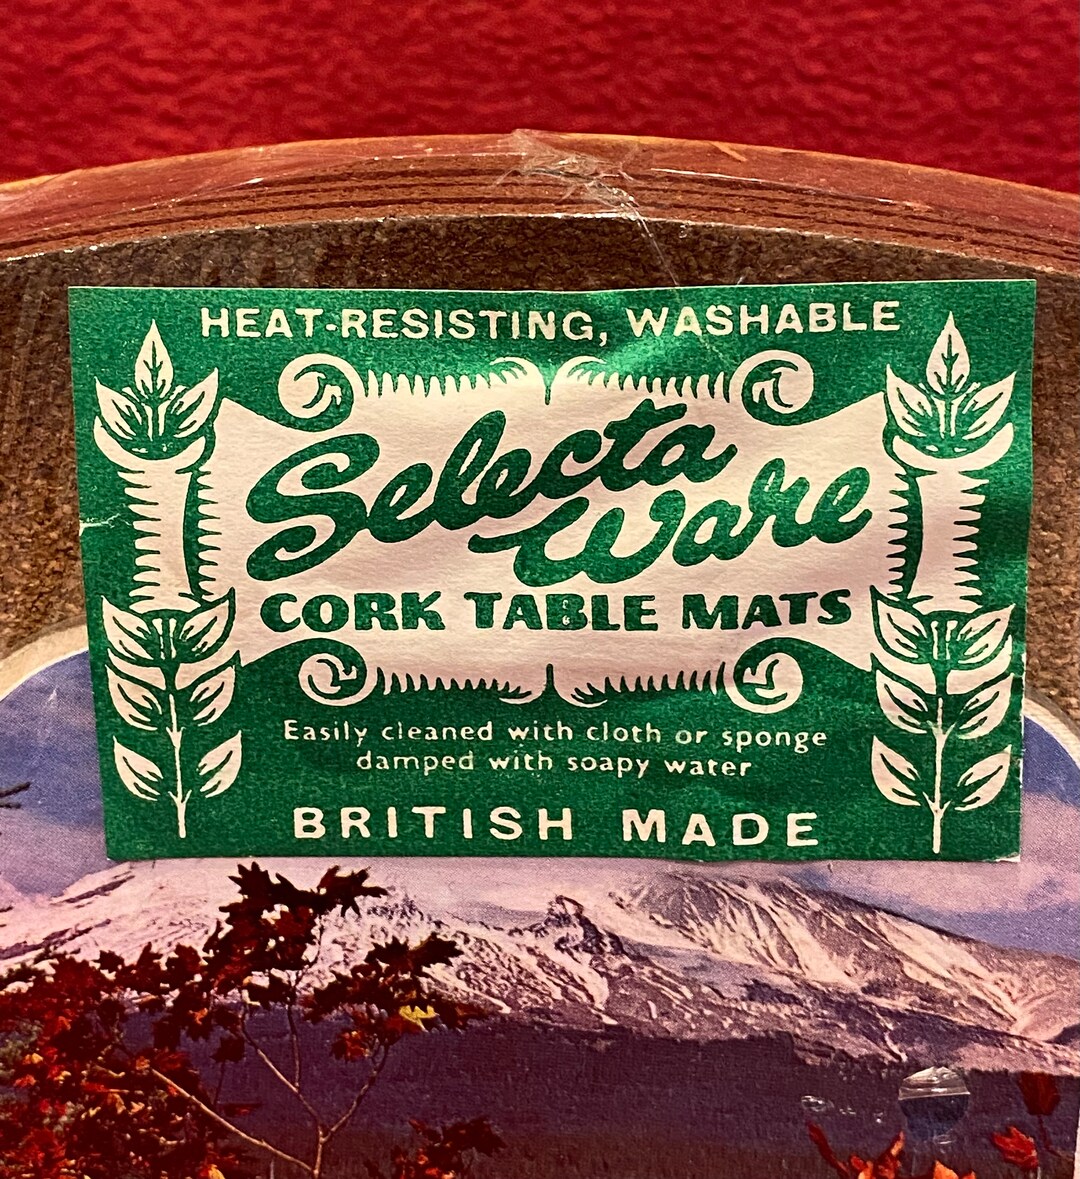 HEAT-RESISTING, WASHABLE
Selecta
Ware
CORK TABLE MATS
Easily cleaned with cloth or sponge
damped with soapy water
BRITISH MADE